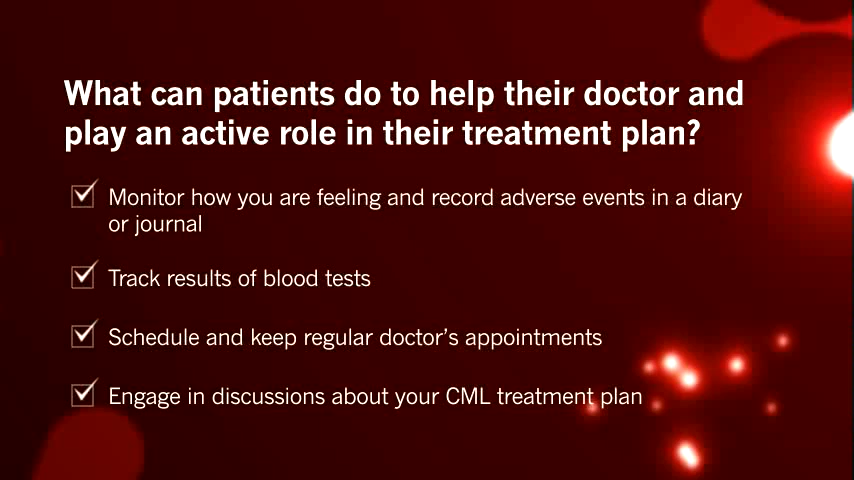 What can patients do to help their doctor and
play an active role in their treatment plan?
Monitor how you are feeling and record adverse events in a diary
or journal
Track results of blood tests
Schedule and keep regular doctor's appointments
Engage in discussions about your CML treatment plan